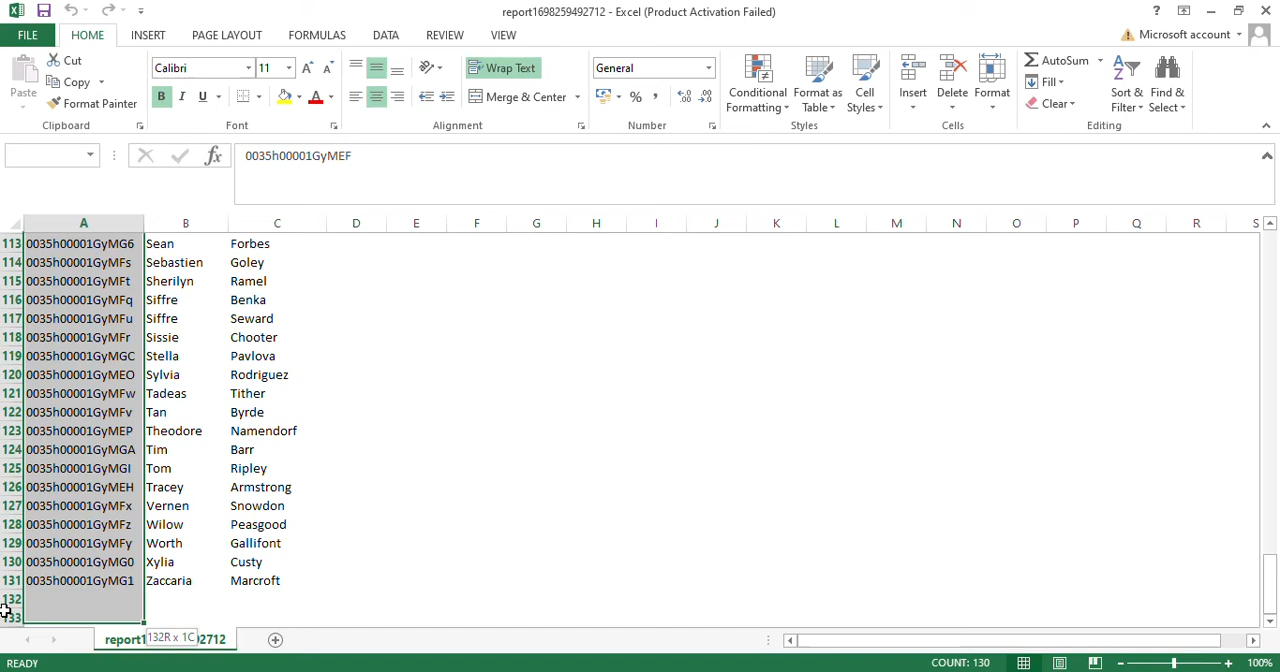 report1698259492712 - Excel (Product Activation Failed)
FILE HOME INSERT PAGE LAYOUT FORMULAS DATA REVIEW VIEW Microsoft account
Paste Cut Copy Format Painter
Clipboard
Calibri 11
B I U
Font
Wrap Text
Merge & Center
Alignment
General
%
Number
Conditional Formatting Format as Table Cell Styles
Styles
Insert Delete Format
Cells
AutoSum Fill Clear
Sort & Filter Find & Select
Editing
fx 0035h00001GyMEF
A B C D E F G H I J K L M N O P Q R S
113 0035h00001GyMG6 Sean Forbes
114 0035h00001GyMFs Sebastien Goley
115 0035h00001GyMFt Sherilyn Ramel
116 0035h00001GyMFq Siffre Benka
117 0035h00001GyMFu Siffre Seward
118 0035h00001GyMFr Sissie Chooter
119 0035h00001GyMGC Stella Pavlova
120 0035h00001GyMEO Sylvia Rodriguez
121 0035h00001GyMFw Tadeas Tither
122 0035h00001GyMFv Tan Byrde
123 0035h00001GyMEP Theodore Namendorf
124 0035h00001GyMGA Tim Barr
125 0035h00001GyMGI Tom Ripley
126 0035h00001GyMEH Tracey Armstrong
127 0035h00001GyMFx Vernen Snowdon
128 0035h00001GyMFz Wilow Peasgood
129 0035h00001GyMFy Worth Gallifont
130 0035h00001GyMG0 Xylia Custy
131 0035h00001GyMG1 Zaccaria Marcroft
132
133
report1 132R x 1C 2712
READY COUNT: 130 100%